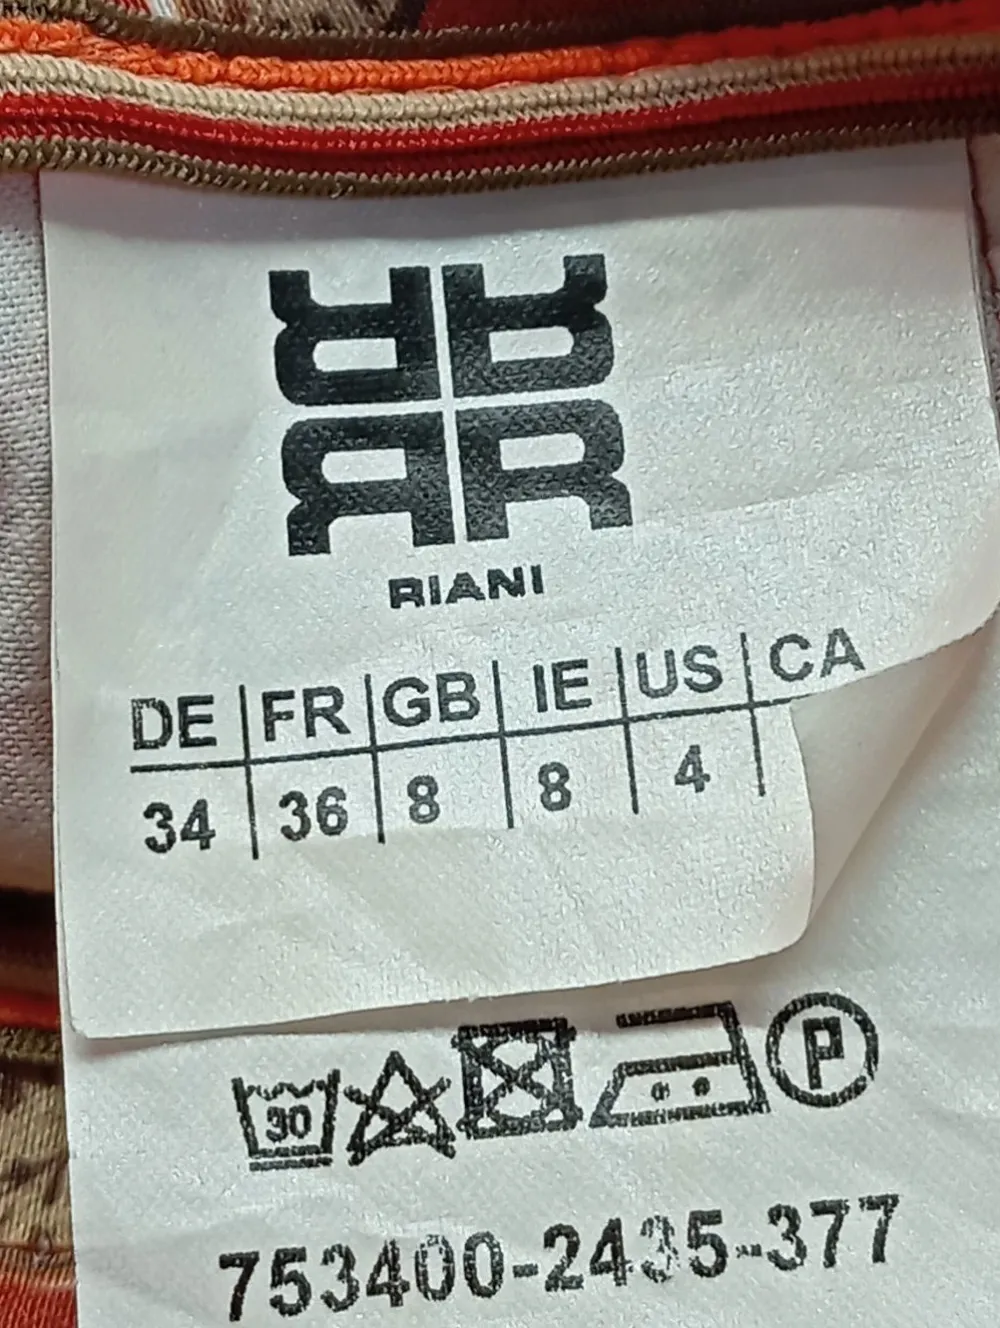 RIANI
DE FR GB IE US CA
34 36 8 8 4
30 P
753400-2435-377